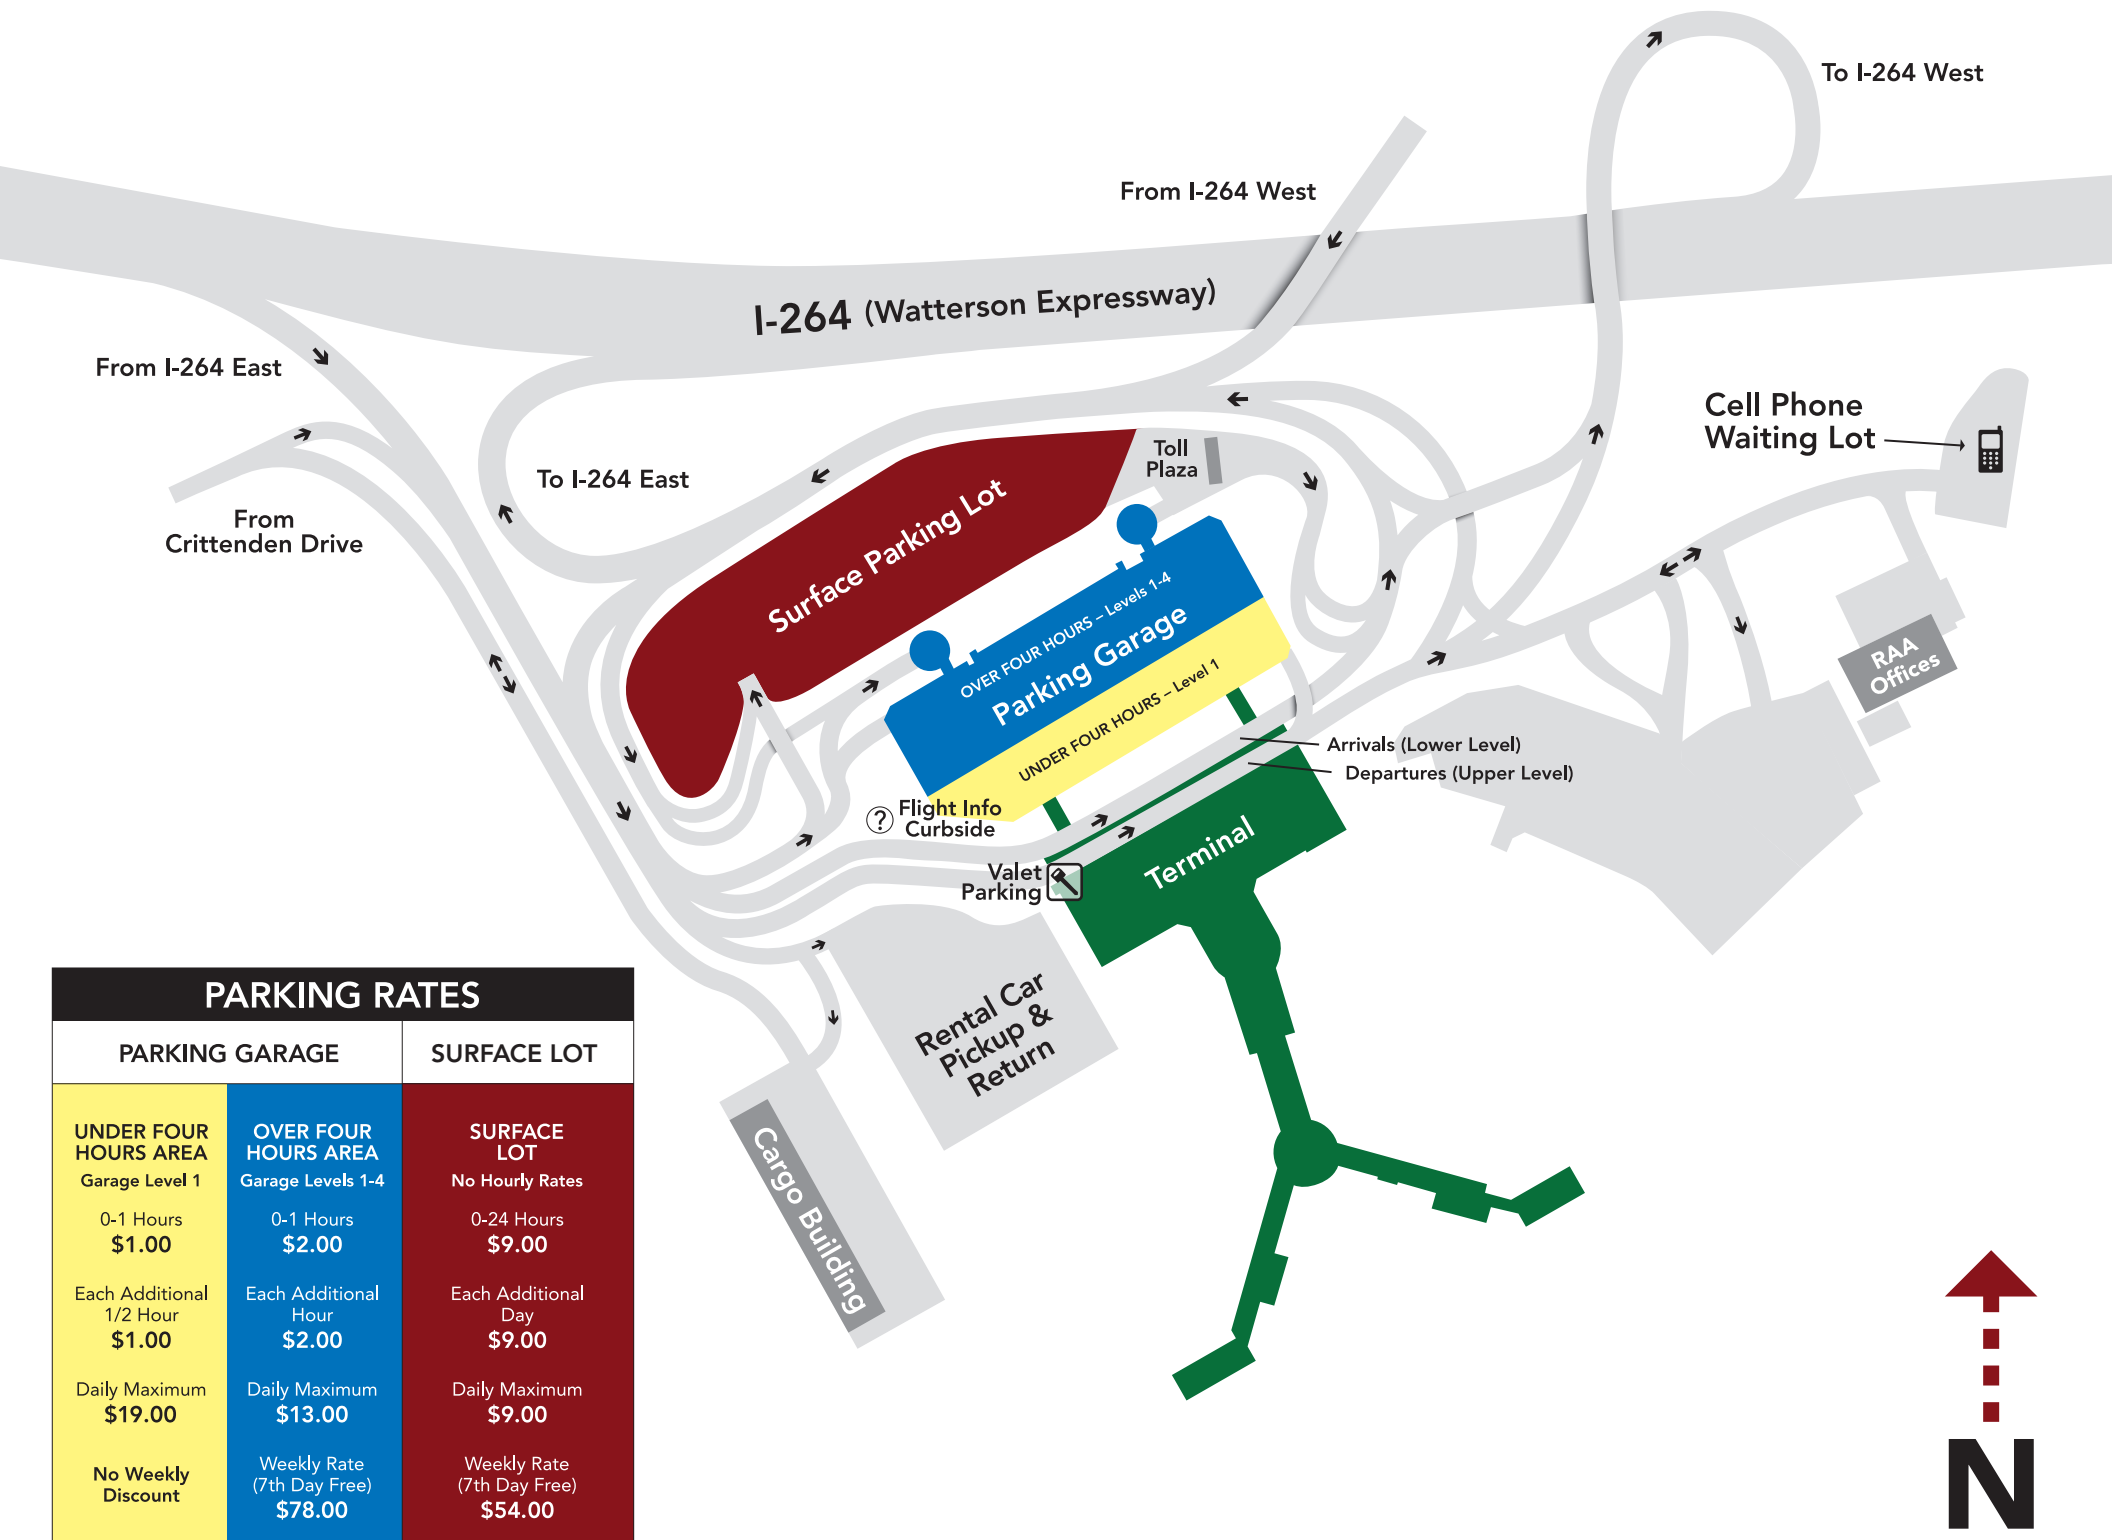 To I-264 West
From I-264 West
I-264 (Watterson Expressway)
From I-264 East
Cell Phone
Waiting Lot
To I-264 East
Toll
Plaza
From
Crittenden Drive
Surface Parking Lot
OVER FOUR HOURS – Levels 1-4
Parking Garage
UNDER FOUR HOURS – Level 1
RAA
Offices
Arrivals (Lower Level)
Departures (Upper Level)
? Flight Info
Curbside
Valet
Parking
Terminal
Rental Car
Pickup &
Return
Cargo Building
PARKING RATES
PARKING GARAGE
SURFACE LOT
UNDER FOUR
HOURS AREA
Garage Level 1
0-1 Hours
$1.00
Each Additional
1/2 Hour
$1.00
Daily Maximum
$19.00
No Weekly
Discount
OVER FOUR
HOURS AREA
Garage Levels 1-4
0-1 Hours
$2.00
Each Additional
Hour
$2.00
Daily Maximum
$13.00
Weekly Rate
(7th Day Free)
$78.00
SURFACE
LOT
No Hourly Rates
0-24 Hours
$9.00
Each Additional
Day
$9.00
Daily Maximum
$9.00
Weekly Rate
(7th Day Free)
$54.00
N